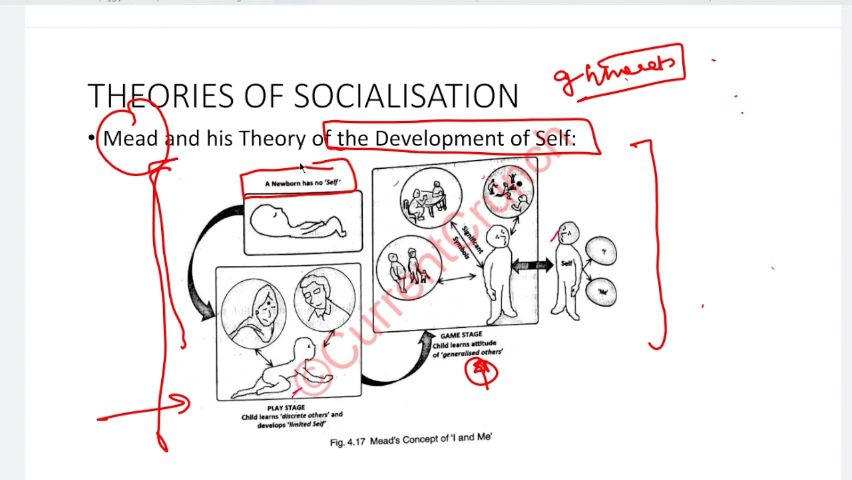 THEORIES OF SOCIALISATION
• Mead and his Theory of the Development of Self:
A Newborn has no 'Self'
Significant
Symbols
Self
'I'
'Me'
GAME STAGE
Child learns attitude
of 'generalised others'
PLAY STAGE
Child learns 'discrete others' and
develops 'limited Self'
Fig. 4.17 Mead's Concept of 'I and Me'
©CurrentCrunch